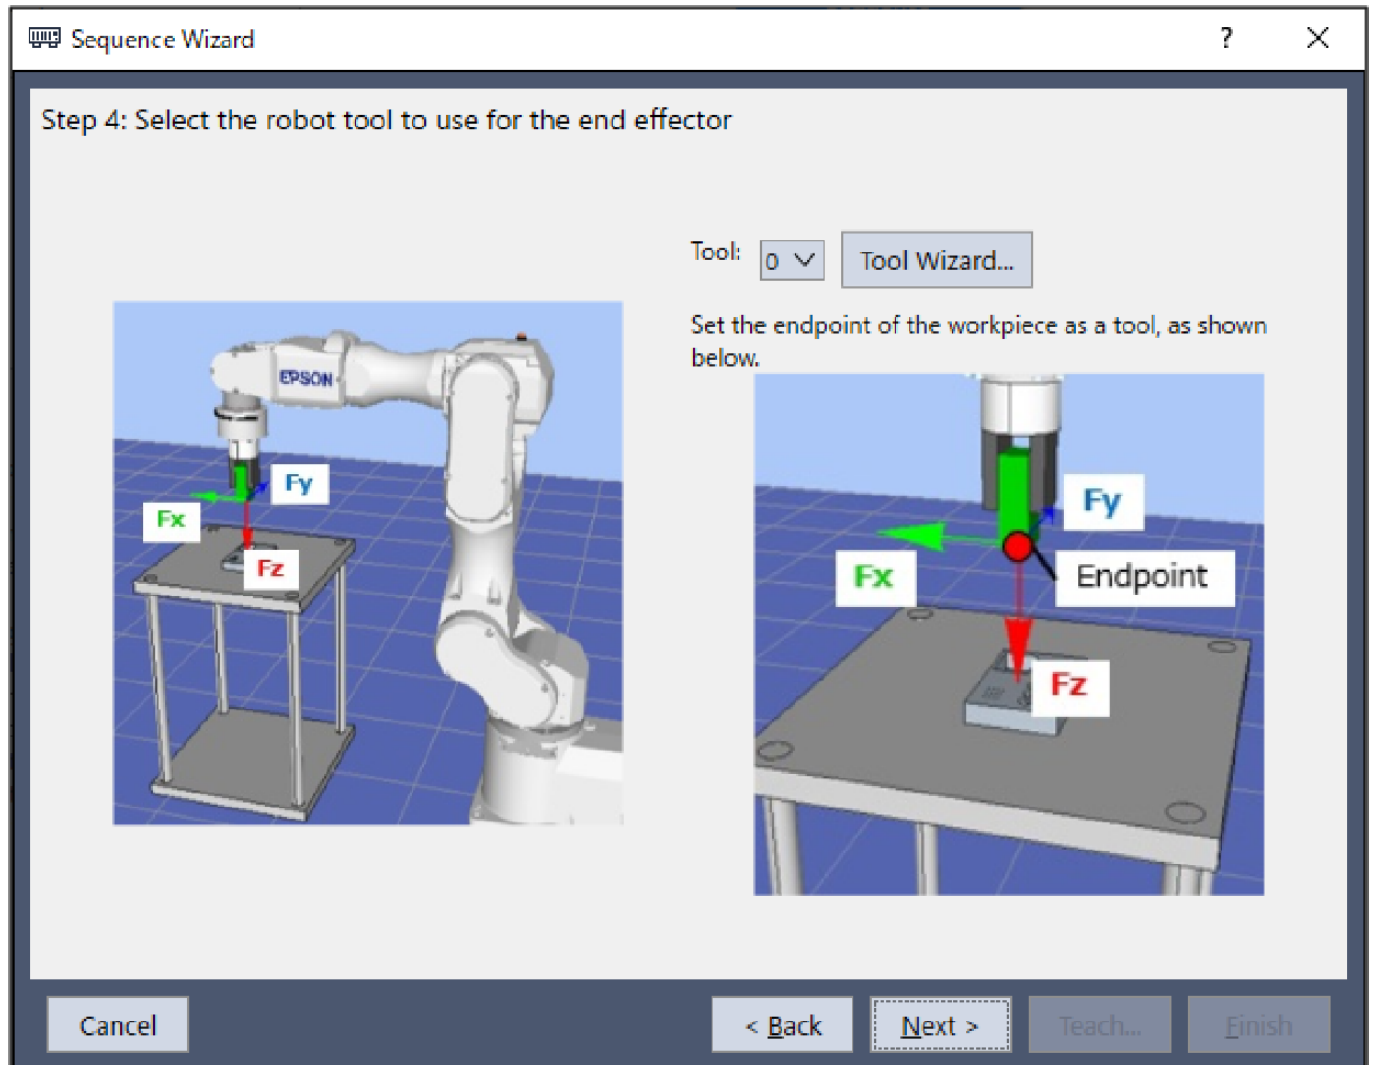 Sequence Wizard
?
Step 4: Select the robot tool to use for the end effector
Tool:
0
Tool Wizard...
Set the endpoint of the workpiece as a tool, as shown
below.
EPSON
Fy
Fx
Fz
Fy
Fx
Endpoint
Fz
Cancel
< Back
Next >
Teach...
Finish